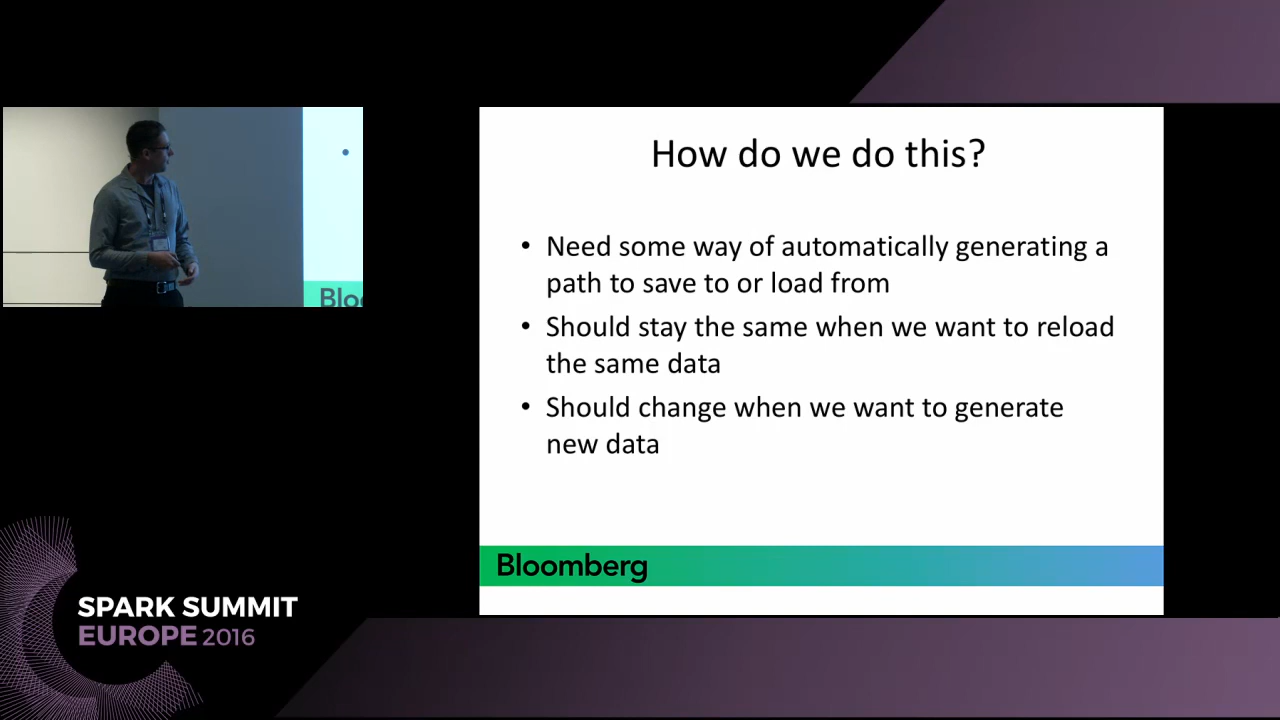 How do we do this?
• Need some way of automatically generating a
path to save to or load from
• Should stay the same when we want to reload
the same data
• Should change when we want to generate
new data
Bloomberg
Bloo
SPARK SUMMIT
EUROPE 2016